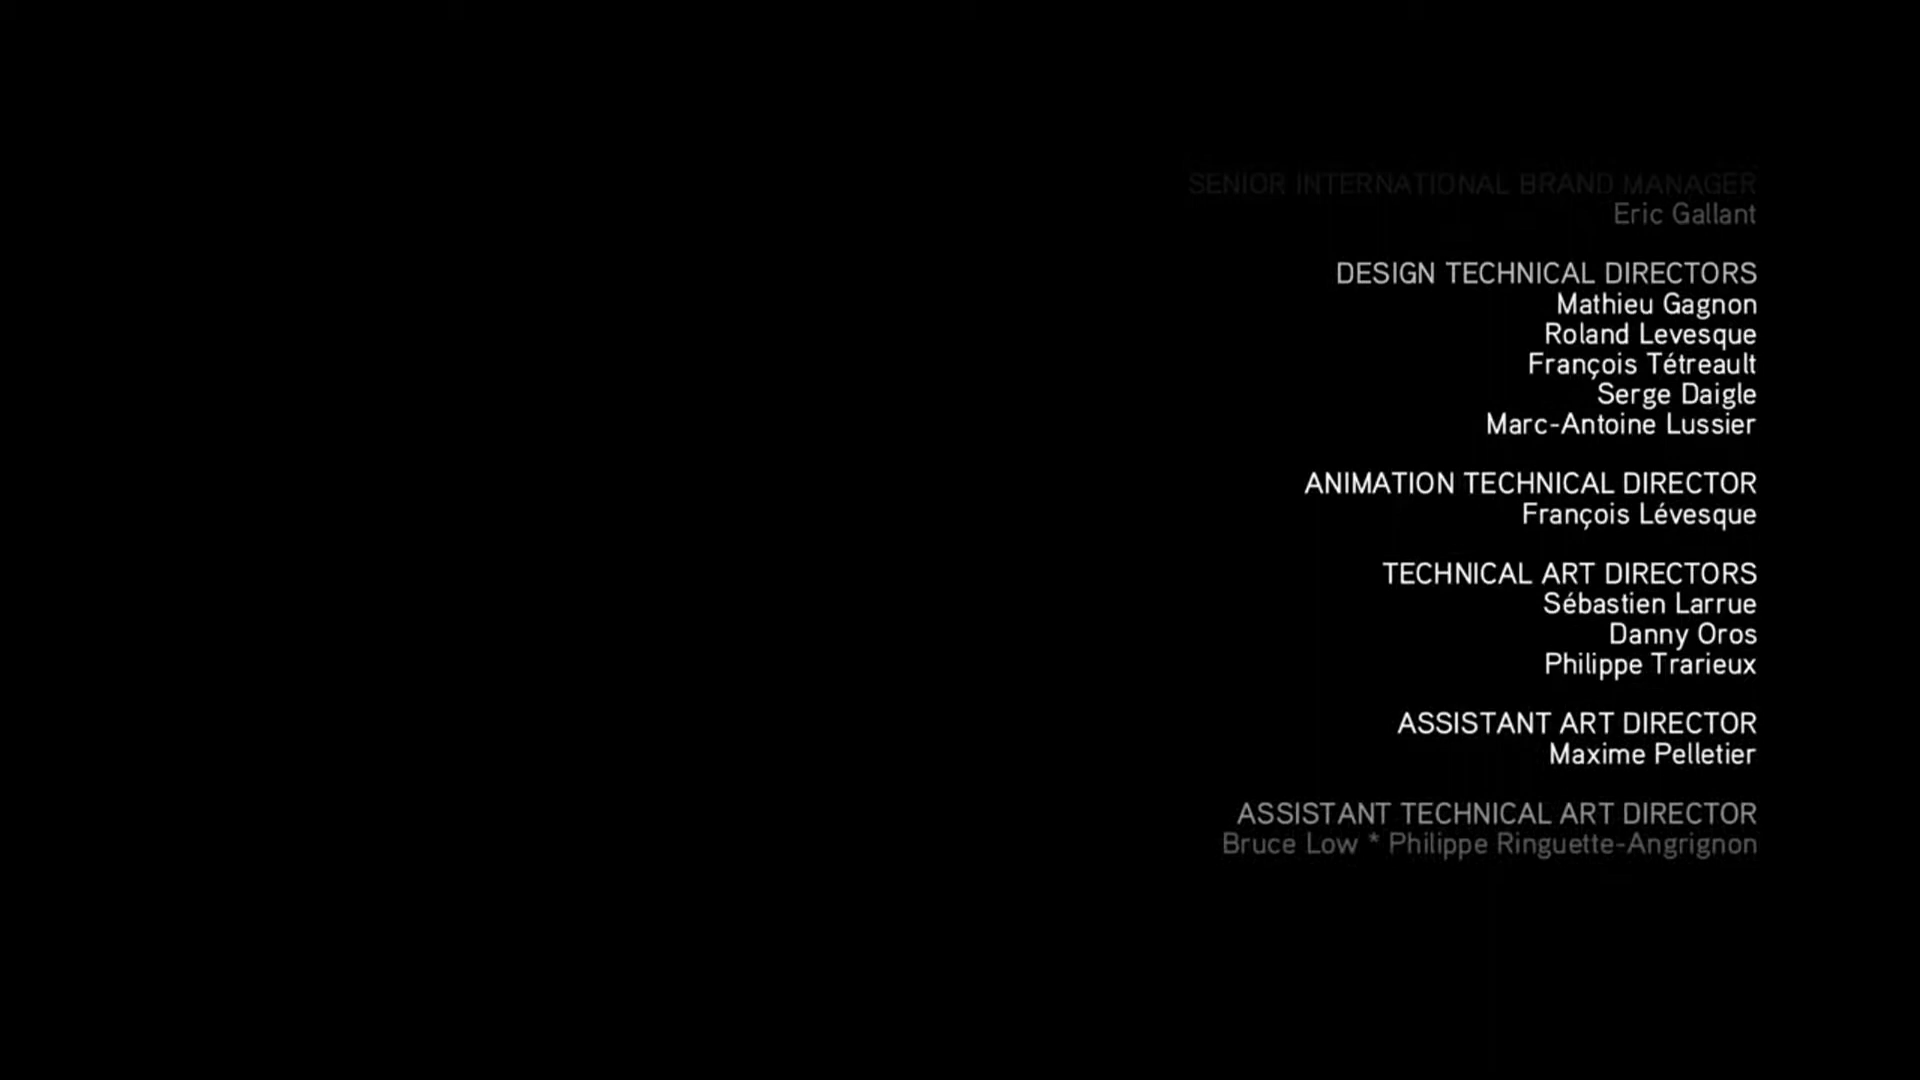 SENIOR INTERNATIONAL BRAND MANAGER
Eric Gallant
DESIGN TECHNICAL DIRECTORS
Mathieu Gagnon
Roland Levesque
François Tétreault
Serge Daigle
Marc-Antoine Lussier
ANIMATION TECHNICAL DIRECTOR
François Lévesque
TECHNICAL ART DIRECTORS
Sébastien Larrue
Danny Oros
Philippe Trarieux
ASSISTANT ART DIRECTOR
Maxime Pelletier
ASSISTANT TECHNICAL ART DIRECTOR
Bruce Low * Philippe Ringuette-Angrignon